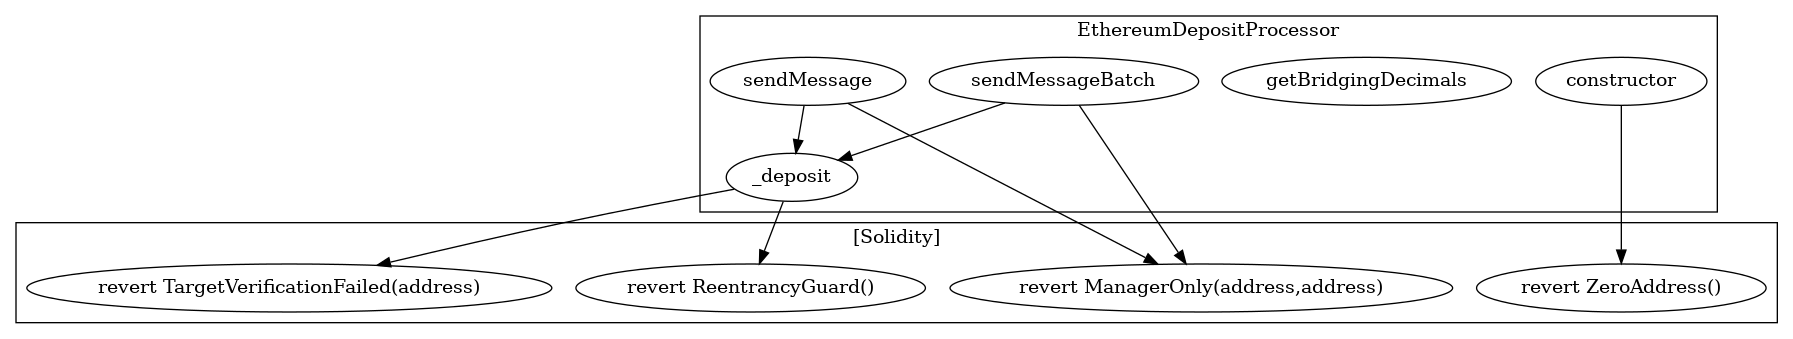 EthereumDepositProcessor
sendMessage
sendMessageBatch
getBridgingDecimals
constructor
_deposit
[Solidity]
revert TargetVerificationFailed(address)
revert ReentrancyGuard()
revert ManagerOnly(address,address)
revert ZeroAddress()